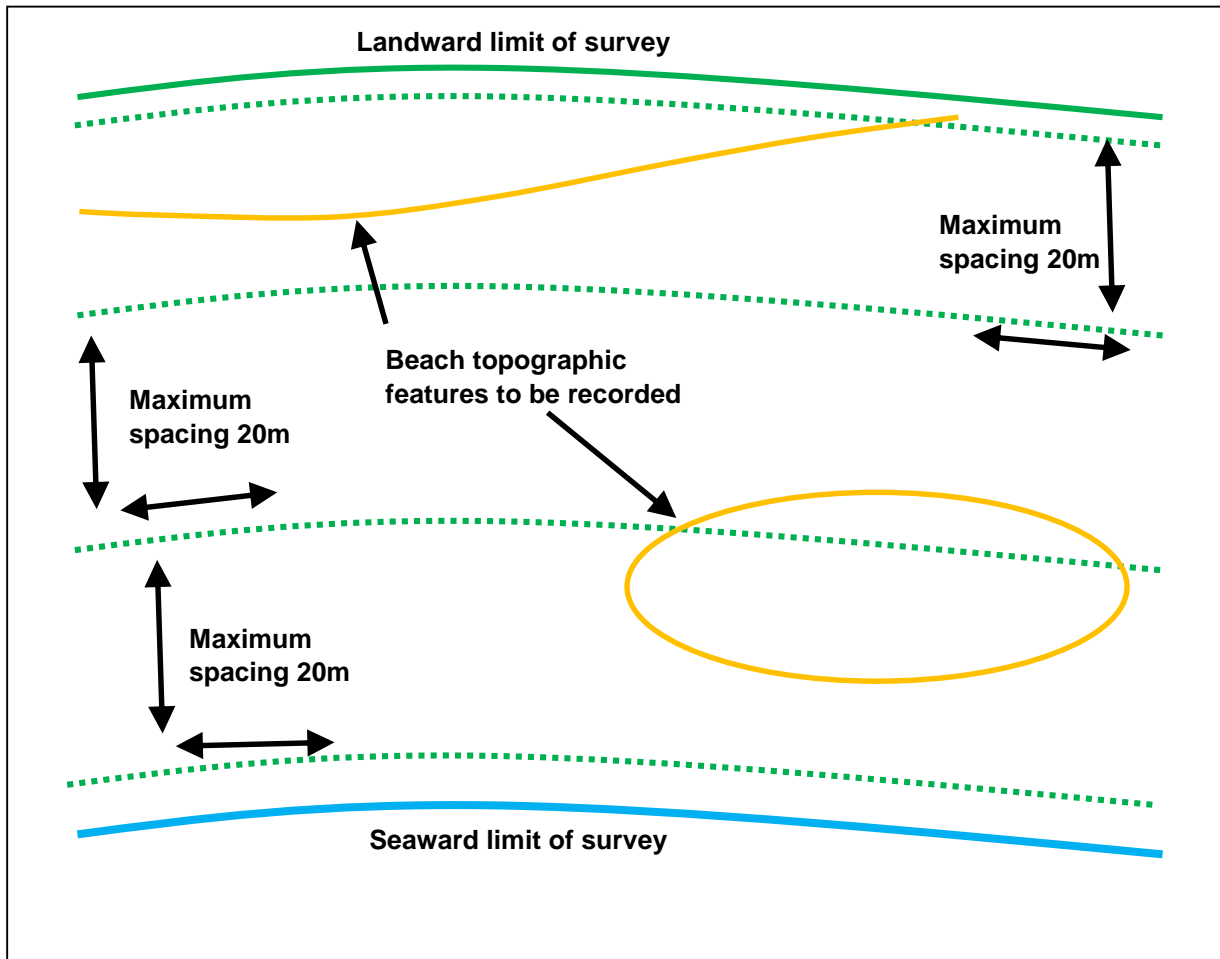 Landward limit of survey
Maximum
spacing 20m
Beach topographic
features to be recorded
Maximum
spacing 20m
Maximum
spacing 20m
Seaward limit of survey